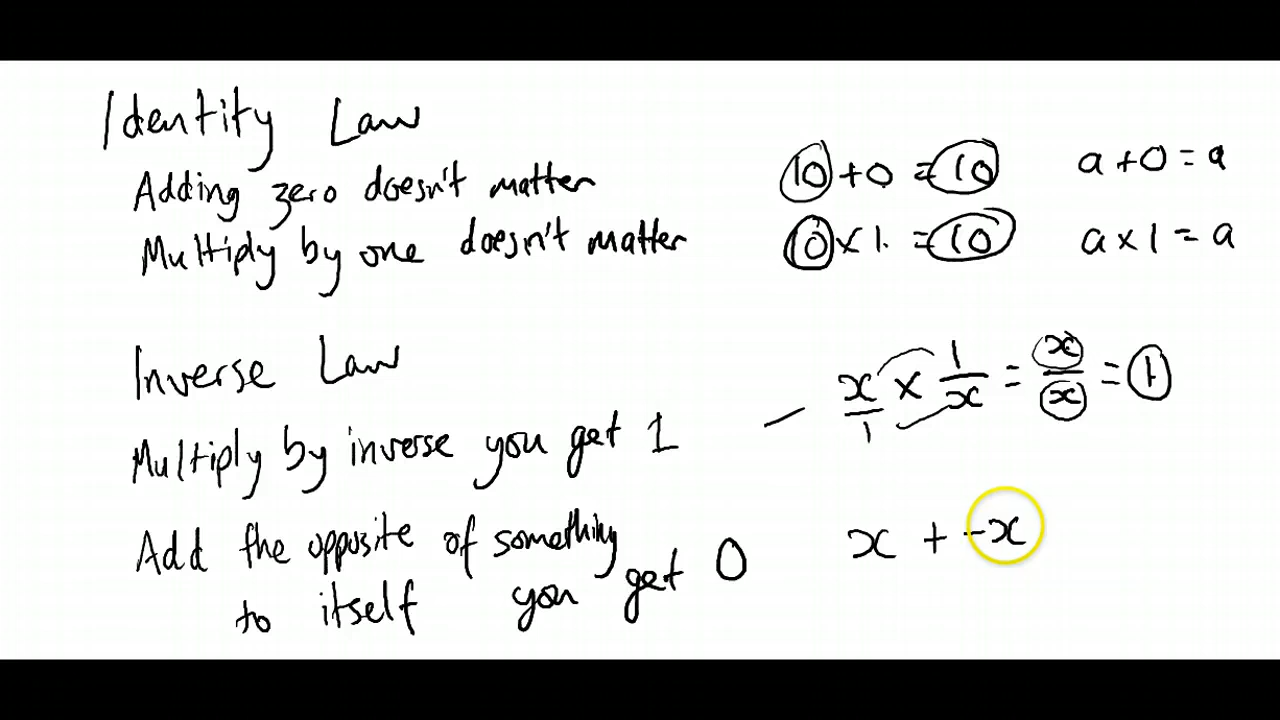 Identity Law
Adding zero doesn't matter
10 + 0 = 10
a + 0 = a
Multiply by one doesn't matter
10 × 1 = 10
a × 1 = a
Inverse Law
x/1 × 1/x = x/x = 1
Multiply by inverse you get 1
Add the opposite of something
to itself you get 0
x + -x